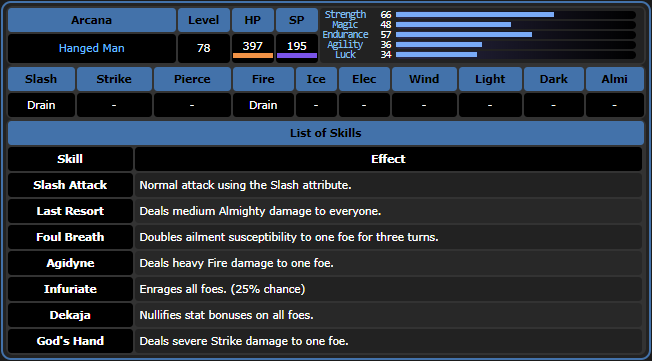 Arcana Level HP SP
Hanged Man 78 397 195
Strength 66
Magic 48
Endurance 57
Agility 36
Luck 34
Slash Strike Pierce Fire Ice Elec Wind Light Dark Almi
Drain - - Drain - - - - - -
List of Skills
Skill Effect
Slash Attack Normal attack using the Slash attribute.
Last Resort Deals medium Almighty damage to everyone.
Foul Breath Doubles ailment susceptibility to one foe for three turns.
Agidyne Deals heavy Fire damage to one foe.
Infuriate Enrages all foes. (25% chance)
Dekaja Nullifies stat bonuses on all foes.
God's Hand Deals severe Strike damage to one foe.